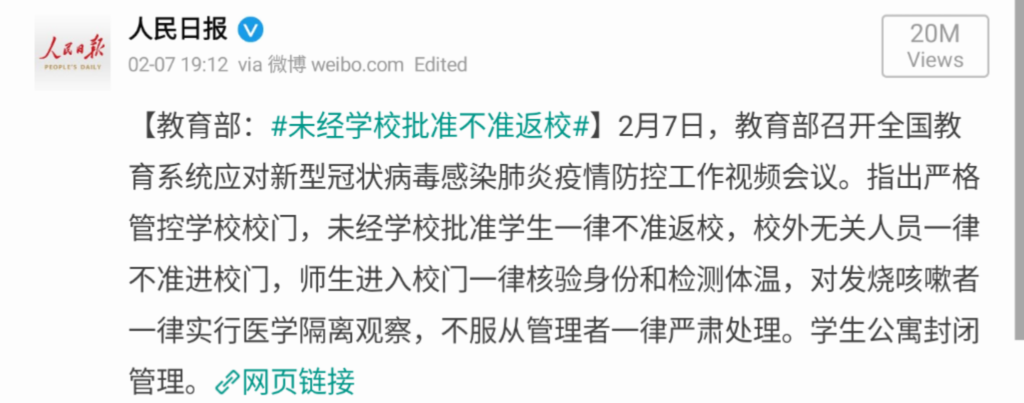 人民日报
人民日报
PEOPLE'S DAILY
02-07 19:12 via 微博 weibo.com Edited
20M
Views
【教育部：#未经学校批准不准返校#】2月7日，教育部召开全国教
育系统应对新型冠状病毒感染肺炎疫情防控工作视频会议。指出严格
管控学校校门，未经学校批准学生一律不准返校，校外无关人员一律
不准进校门，师生进入校门一律核验身份和检测体温，对发烧咳嗽者
一律实行医学隔离观察，不服从管理者一律严肃处理。学生公寓封闭
管理。网页链接